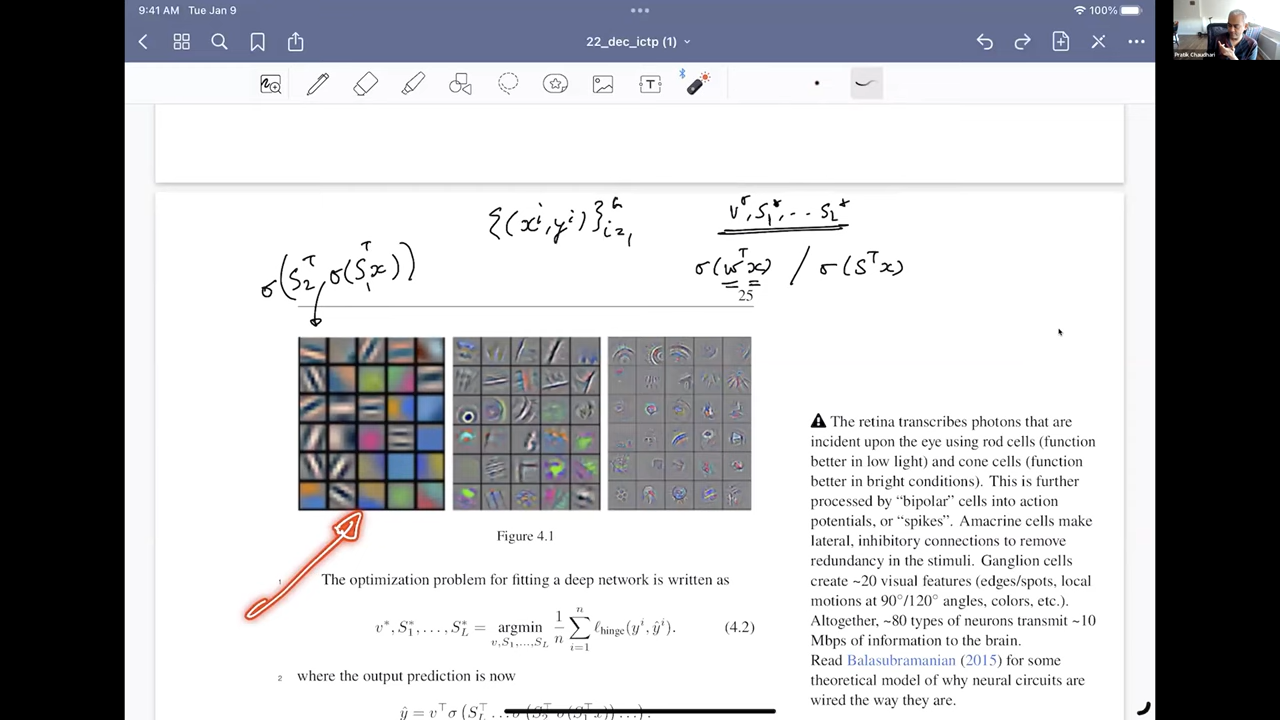 9:41 AM Tue Jan 9
100%
22_dec_ictp
Pratik Chaudhari
{(xⁱ, yⁱ)}
v*, S₁*, ... S_L*
σ(S₂ᵀ σ(S₁ᵀx))
σ(wᵀx) / σ(Sᵀx)
25
Figure 4.1
1 The optimization problem for fitting a deep network is written as
v*, S₁*, . . . , S_L* = argmin_{v,S₁,...,S_L} 1/n ∑_{i=1}^{n} ℓ_hinge(yⁱ, ŷⁱ). (4.2)
2 where the output prediction is now
ŷ = v⊤σ (S_L⊤ . . . σ (S₂⊤ σ(S₁⊤x)) . . .).
⚠ The retina transcribes photons that are
incident upon the eye using rod cells (function
better in low light) and cone cells (function
better in bright conditions). This is further
processed by “bipolar” cells into action
potentials, or “spikes”. Amacrine cells make
lateral, inhibitory connections to remove
redundancy in the stimuli. Ganglion cells
create ~20 visual features (edges/spots, local
motions at 90°/120° angles, colors, etc.).
Altogether, ~80 types of neurons transmit ~10
Mbps of information to the brain.
Read Balasubramanian (2015) for some
theoretical model of why neural circuits are
wired the way they are.